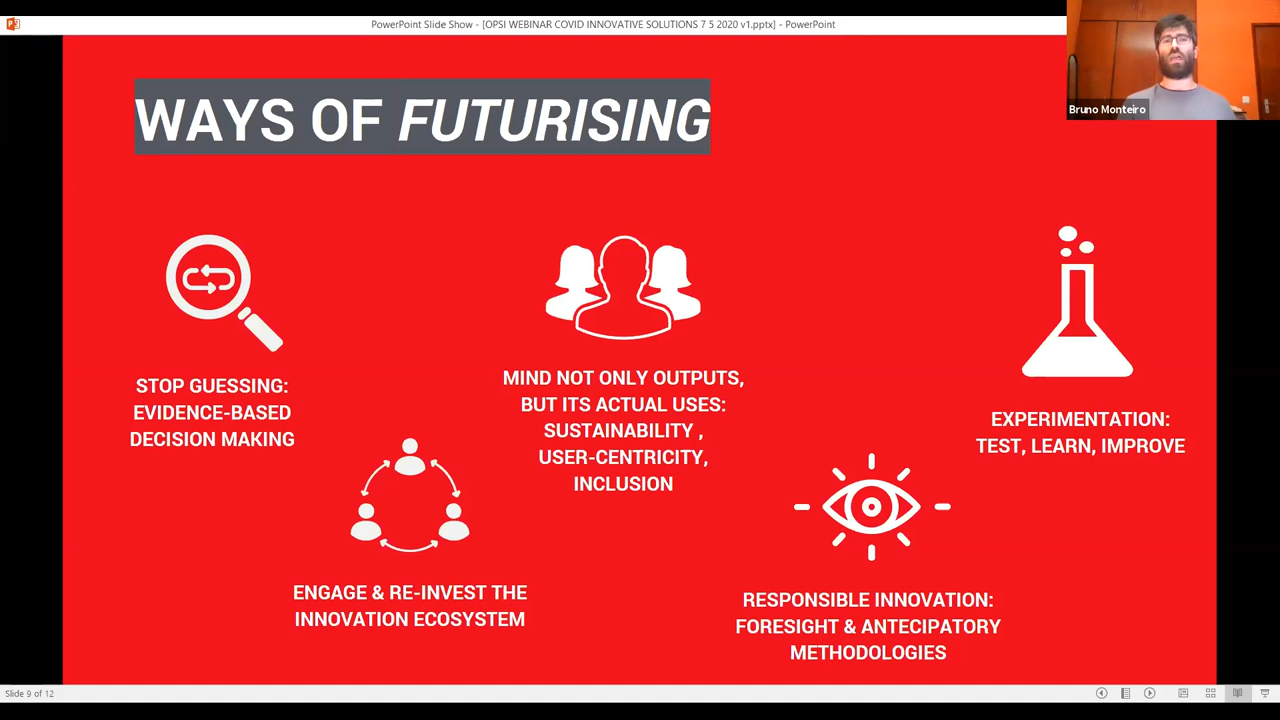 PowerPoint Slide Show - [OPSI WEBINAR COVID INNOVATIVE SOLUTIONS 7 5 2020 v1.pptx] - PowerPoint
Bruno Monteiro
WAYS OF FUTURISING
STOP GUESSING:
EVIDENCE-BASED
DECISION MAKING
ENGAGE & RE-INVEST THE
INNOVATION ECOSYSTEM
MIND NOT ONLY OUTPUTS,
BUT ITS ACTUAL USES:
SUSTAINABILITY ,
USER-CENTRICITY,
INCLUSION
RESPONSIBLE INNOVATION:
FORESIGHT & ANTECIPATORY
METHODOLOGIES
EXPERIMENTATION:
TEST, LEARN, IMPROVE
Slide 9 of 12